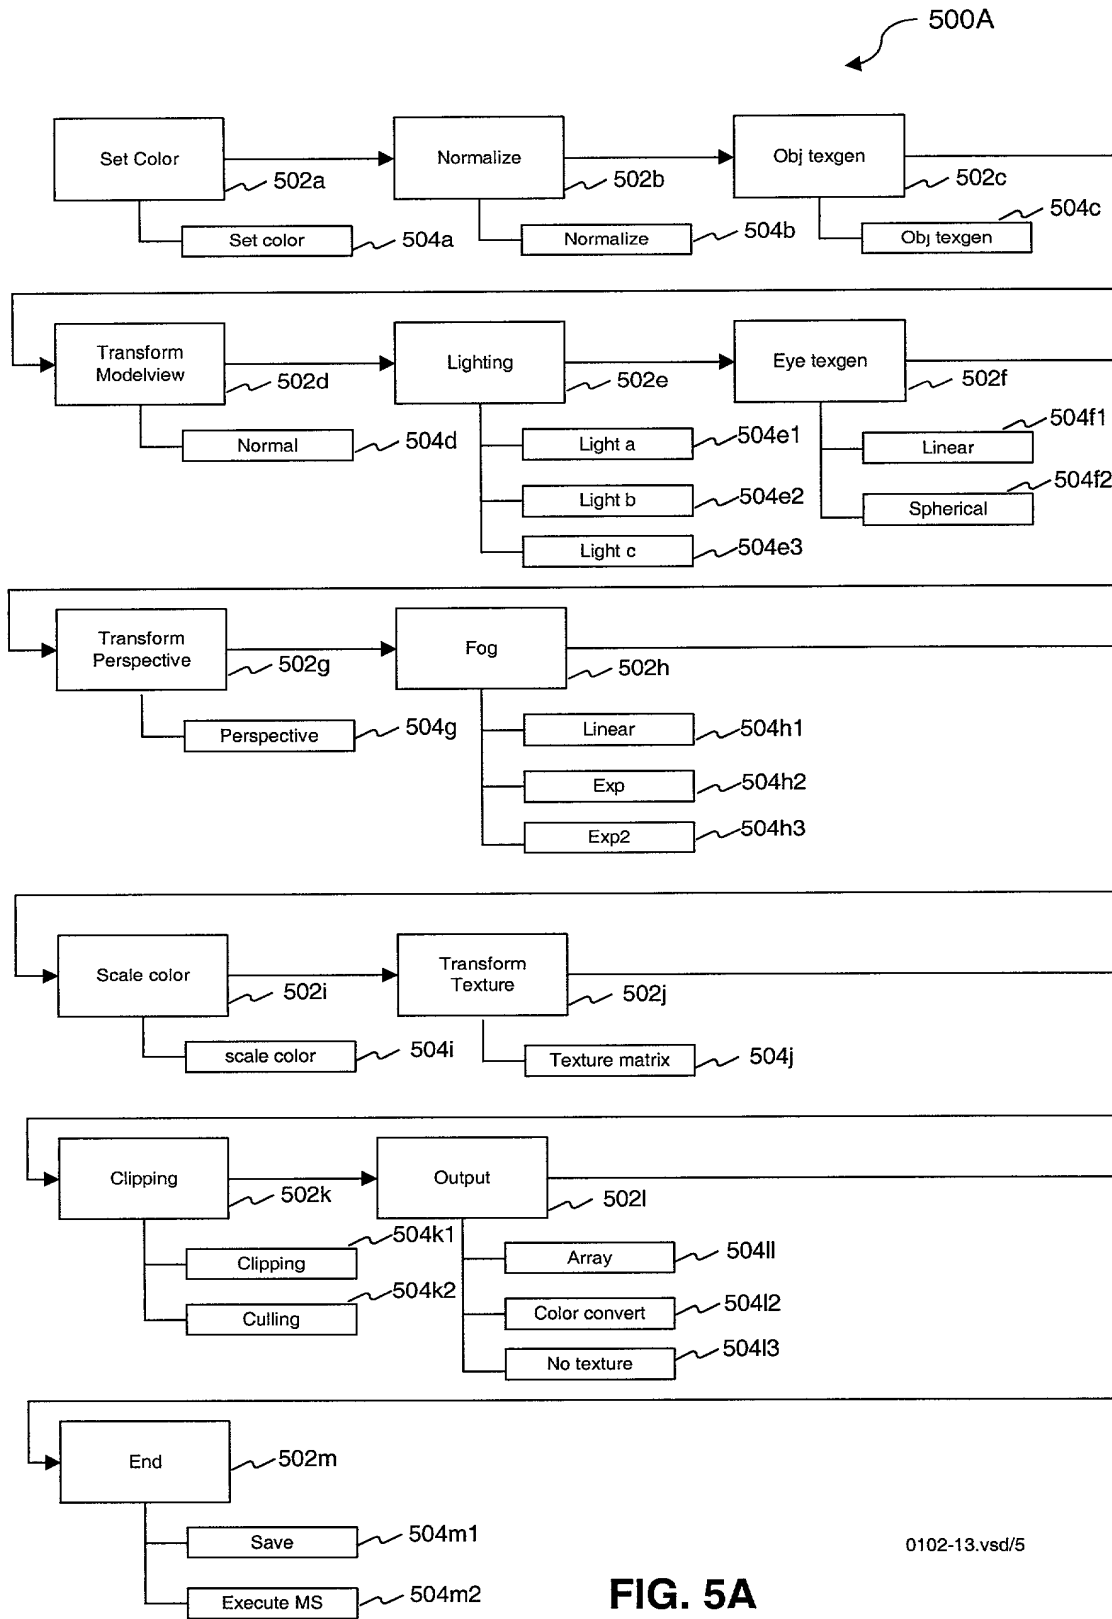 500A
Set Color
502a
Set color
504a
Normalize
502b
Normalize
504b
Obj texgen
502c
504c
Obj texgen
Transform
Modelview
502d
Normal
504d
Lighting
502e
Light a
504e1
Light b
504e2
Light c
504e3
Eye texgen
502f
504f1
Linear
504f2
Spherical
Transform
Perspective
502g
Perspective
504g
Fog
502h
Linear
504h1
Exp
504h2
Exp2
504h3
Scale color
502i
scale color
504i
Transform
Texture
502j
Texture matrix
504j
Clipping
502k
504k1
Clipping
504k2
Culling
Output
502l
Array
504ll
Color convert
504l2
No texture
504l3
End
502m
Save
504m1
Execute MS
504m2
0102-13.vsd/5
FIG. 5A